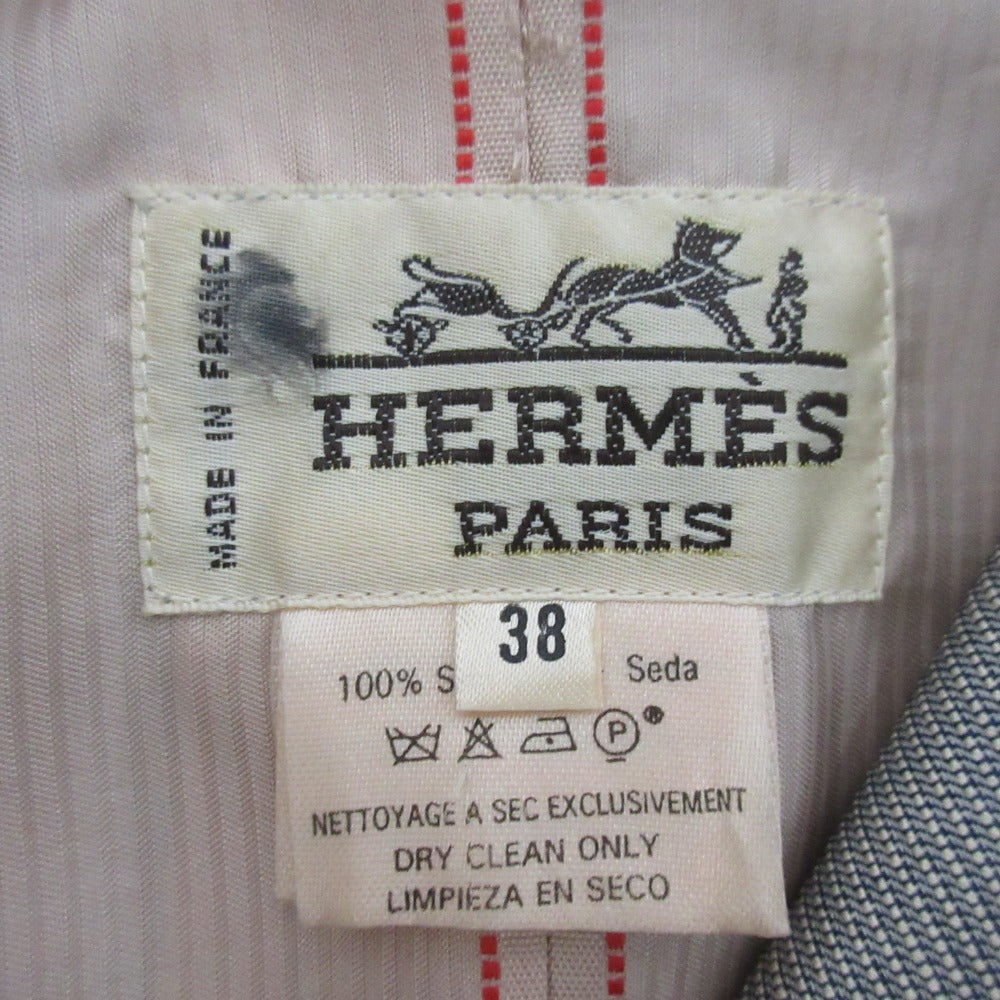 MADE IN FRANCE
HERMÈS
PARIS
38
100% S Seda
P ®
NETTOYAGE A SEC EXCLUSIVEMENT
DRY CLEAN ONLY
LIMPIEZA EN SECO